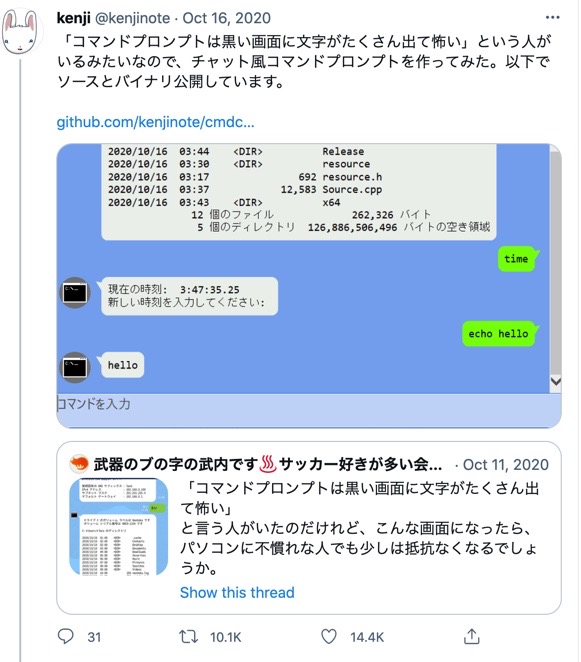 kenji @kenjinote · Oct 16, 2020
「コマンドプロンプトは黒い画面に文字がたくさん出て怖い」という人が
いるみたいなので、チャット風コマンドプロンプトを作ってみた。以下で
ソースとバイナリ公開しています。
github.com/kenjinote/cmdc...
2020/10/16 03:44 <DIR> Release
2020/10/16 03:30 <DIR> resource
2020/10/16 03:17 692 resource.h
2020/10/16 03:37 12,583 Source.cpp
2020/10/16 03:43 <DIR> x64
12 個のファイル 262,326 バイト
5 個のディレクトリ 126,886,506,496 バイトの空き領域
time
現在の時刻: 3:47:35.25
新しい時刻を入力してください:
echo hello
hello
コマンドを入力
武器のブの字の武内です♨️サッカー好きが多い会... · Oct 11, 2020
「コマンドプロンプトは黒い画面に文字がたくさん出
て怖い」
と言う人がいたのだけれど、こんな画面になったら、
パソコンに不慣れな人でも少しは抵抗なくなるでしょ
うか。
Show this thread
31 10.1K 14.4K